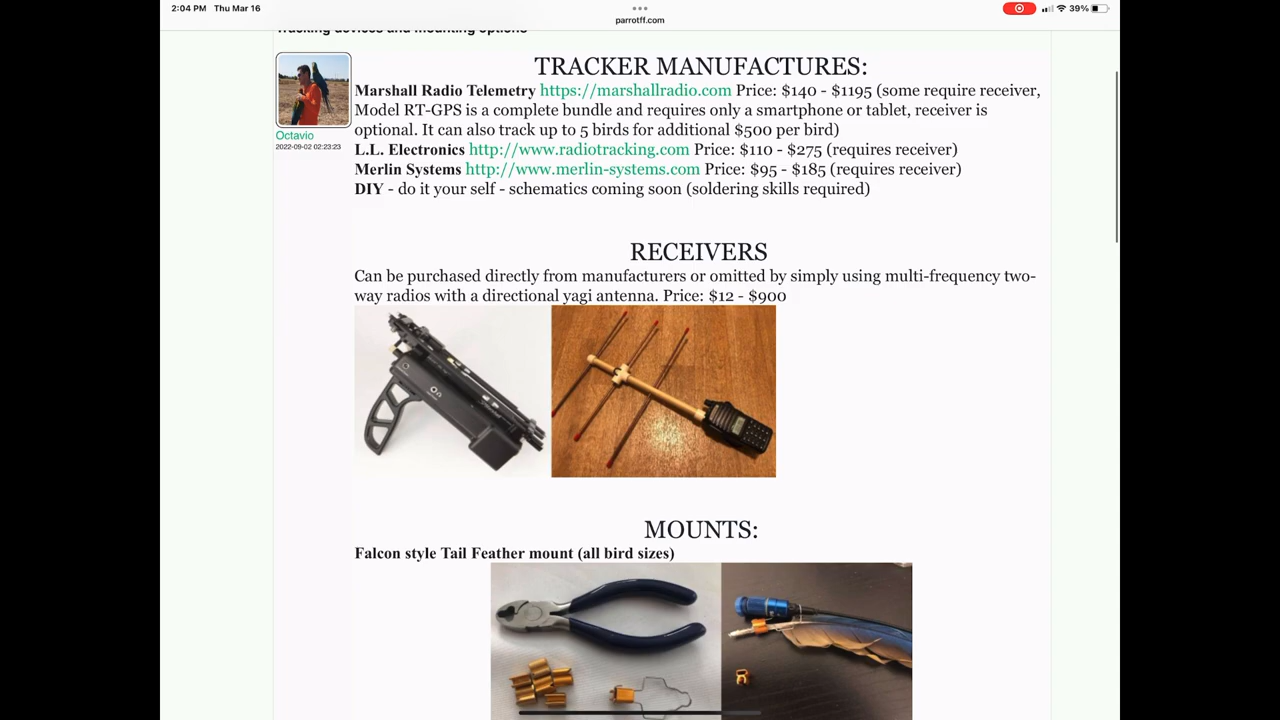 2:04 PM Thu Mar 16
39%
parrotff.com
Tracking devices and mounting options
TRACKER MANUFACTURES:
Marshall Radio Telemetry https://marshallradio.com Price: $140 - $1195 (some require receiver,
Model RT-GPS is a complete bundle and requires only a smartphone or tablet, receiver is
optional. It can also track up to 5 birds for additional $500 per bird)
Octavio
2022-09-02 02:23:23
L.L. Electronics http://www.radiotracking.com Price: $110 - $275 (requires receiver)
Merlin Systems http://www.merlin-systems.com Price: $95 - $185 (requires receiver)
DIY - do it your self - schematics coming soon (soldering skills required)
RECEIVERS
Can be purchased directly from manufacturers or omitted by simply using multi-frequency two-
way radios with a directional yagi antenna. Price: $12 - $900
MOUNTS:
Falcon style Tail Feather mount (all bird sizes)